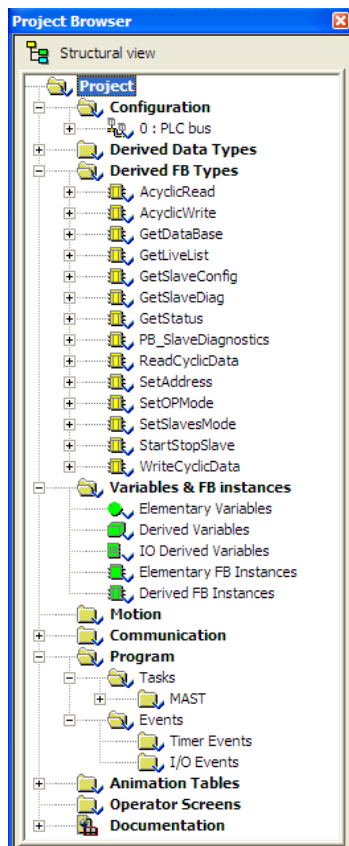 Project Browser
Structural view
Project
Configuration
0 : PLC bus
Derived Data Types
Derived FB Types
AcyclicRead
AcyclicWrite
GetDataBase
GetLiveList
GetSlaveConfig
GetSlaveDiag
GetStatus
PB_SlaveDiagnostics
ReadCyclicData
SetAddress
SetOPMode
SetSlavesMode
StartStopSlave
WriteCyclicData
Variables & FB instances
Elementary Variables
Derived Variables
IO Derived Variables
Elementary FB Instances
Derived FB Instances
Motion
Communication
Program
Tasks
MAST
Events
Timer Events
I/O Events
Animation Tables
Operator Screens
Documentation